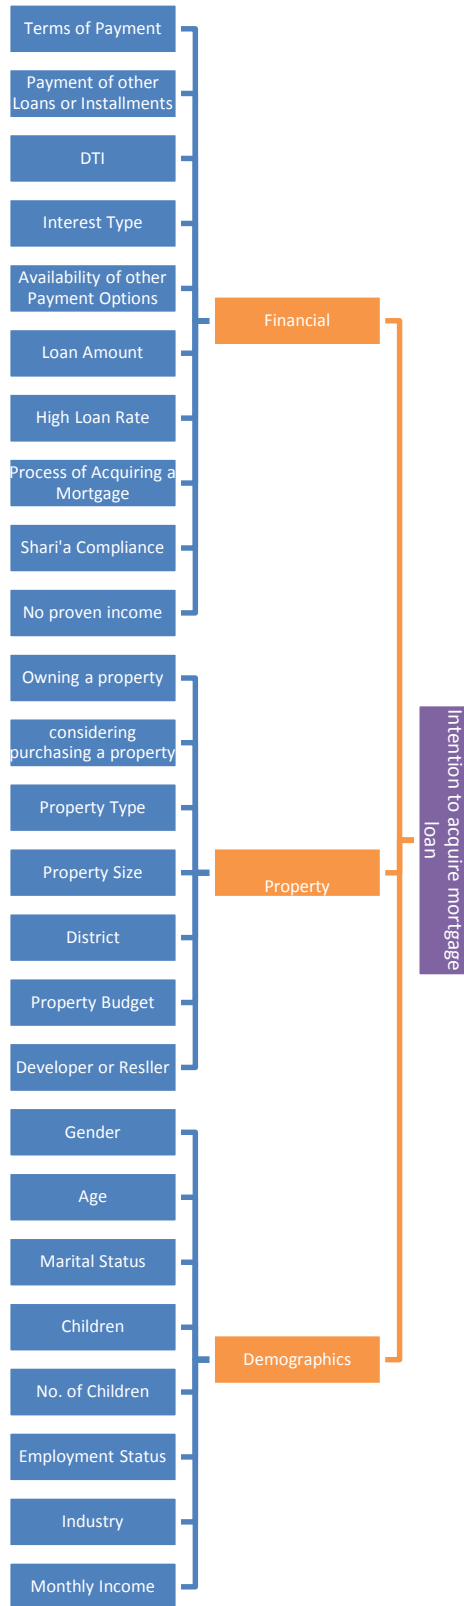 Terms of Payment
Payment of other
Loans or Installments
DTI
Interest Type
Availability of other
Payment Options
Loan Amount
High Loan Rate
Process of Acquiring a
Mortgage
Shari'a Compliance
No proven income
Financial
Owning a property
considering
purchasing a property
Property Type
Property Size
District
Property Budget
Developer or Resller
Property
Gender
Age
Marital Status
Children
No. of Children
Employment Status
Industry
Monthly Income
Demographics
Intention to acquire mortgage
loan